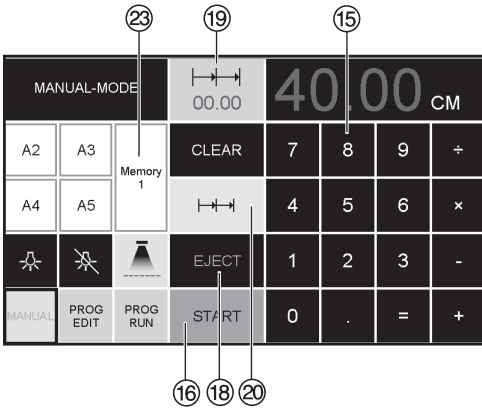 23 19 15
MANUAL-MODE
00.00
40.00 CM
A2 A3 Memory 1 CLEAR 7 8 9 ÷
A4 A5 4 5 6 ×
EJECT 1 2 3 -
MANUAL PROG EDIT PROG RUN START 0 . = +
16 18 20